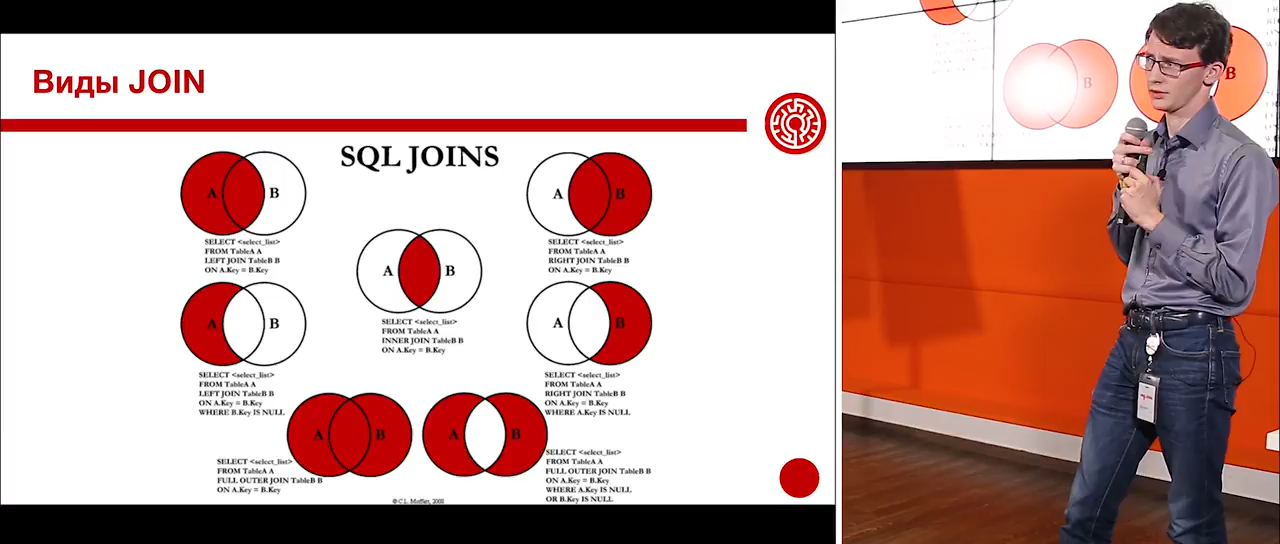 Виды JOIN
SQL JOINS
A B
SELECT <select_list>
FROM TableA A
LEFT JOIN TableB B
ON A.Key = B.Key
A B
SELECT <select_list>
FROM TableA A
RIGHT JOIN TableB B
ON A.Key = B.Key
A B
SELECT <select_list>
FROM TableA A
INNER JOIN TableB B
ON A.Key = B.Key
A B
SELECT <select_list>
FROM TableA A
LEFT JOIN TableB B
ON A.Key = B.Key
WHERE B.Key IS NULL
A B
SELECT <select_list>
FROM TableA A
RIGHT JOIN TableB B
ON A.Key = B.Key
WHERE A.Key IS NULL
A B
SELECT <select_list>
FROM TableA A
FULL OUTER JOIN TableB B
ON A.Key = B.Key
A B
SELECT <select_list>
FROM TableA A
FULL OUTER JOIN TableB B
ON A.Key = B.Key
WHERE A.Key IS NULL
OR B.Key IS NULL
© C.L. Moffatt, 2008
B
B